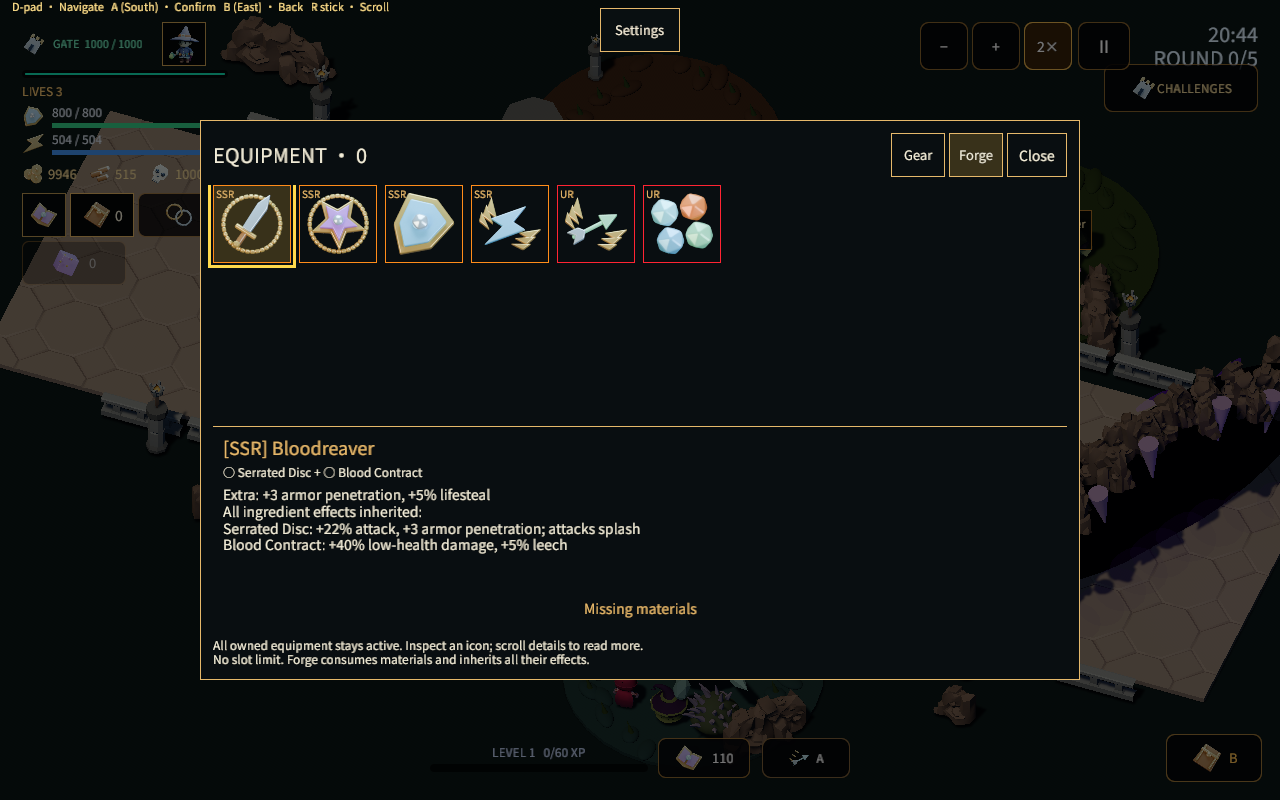 D-pad • Navigate A (South) • Confirm B (East) • Back R stick • Scroll
Settings
GATE 1000 / 1000
− + 2×
20:44
ROUND 0/5
CHALLENGES
LIVES 3
800 / 800
504 / 504
9946 515 1000
0
0
EQUIPMENT • 0
Gear Forge Close
SSR SSR SSR SSR UR UR
[SSR] Bloodreaver
○ Serrated Disc + ○ Blood Contract
Extra: +3 armor penetration, +5% lifesteal
All ingredient effects inherited:
Serrated Disc: +22% attack, +3 armor penetration; attacks splash
Blood Contract: +40% low-health damage, +5% leech
Missing materials
All owned equipment stays active. Inspect an icon; scroll details to read more.
No slot limit. Forge consumes materials and inherits all their effects.
LEVEL 1 0/60 XP
110
A
B